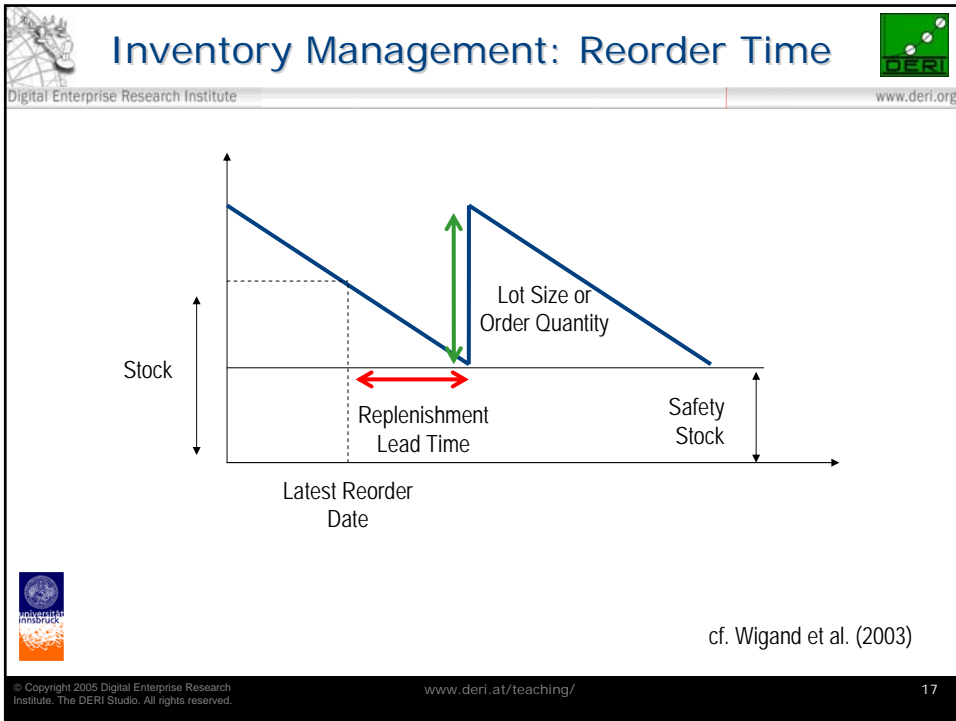 Inventory Management: Reorder Time
DERI
Digital Enterprise Research Institute
www.deri.org
Lot Size or
Order Quantity
Stock
Replenishment
Lead Time
Safety
Stock
Latest Reorder
Date
universität
innsbruck
cf. Wigand et al. (2003)
© Copyright 2005 Digital Enterprise Research
Institute. The DERI Studio. All rights reserved.
www.deri.at/teaching/
17